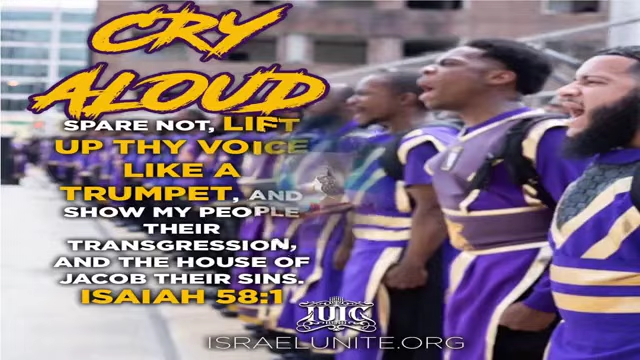 CRY
ALOUD
SPARE NOT, LIFT
UP THY VOICE
LIKE A
TRUMPET, AND
SHOW MY PEOPLE
THEIR
TRANSGRESSION,
AND THE HOUSE OF
JACOB THEIR SINS.
ISAIAH 58:1
IUIC
ISRAELUNITE.ORG